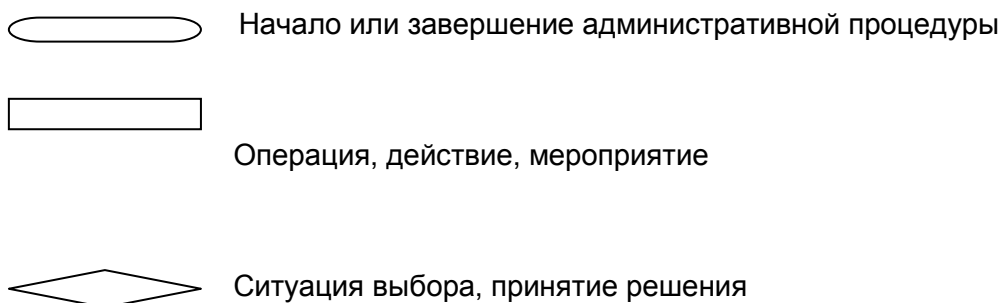 Начало или завершение административной процедуры
Операция, действие, мероприятие
Ситуация выбора, принятие решения